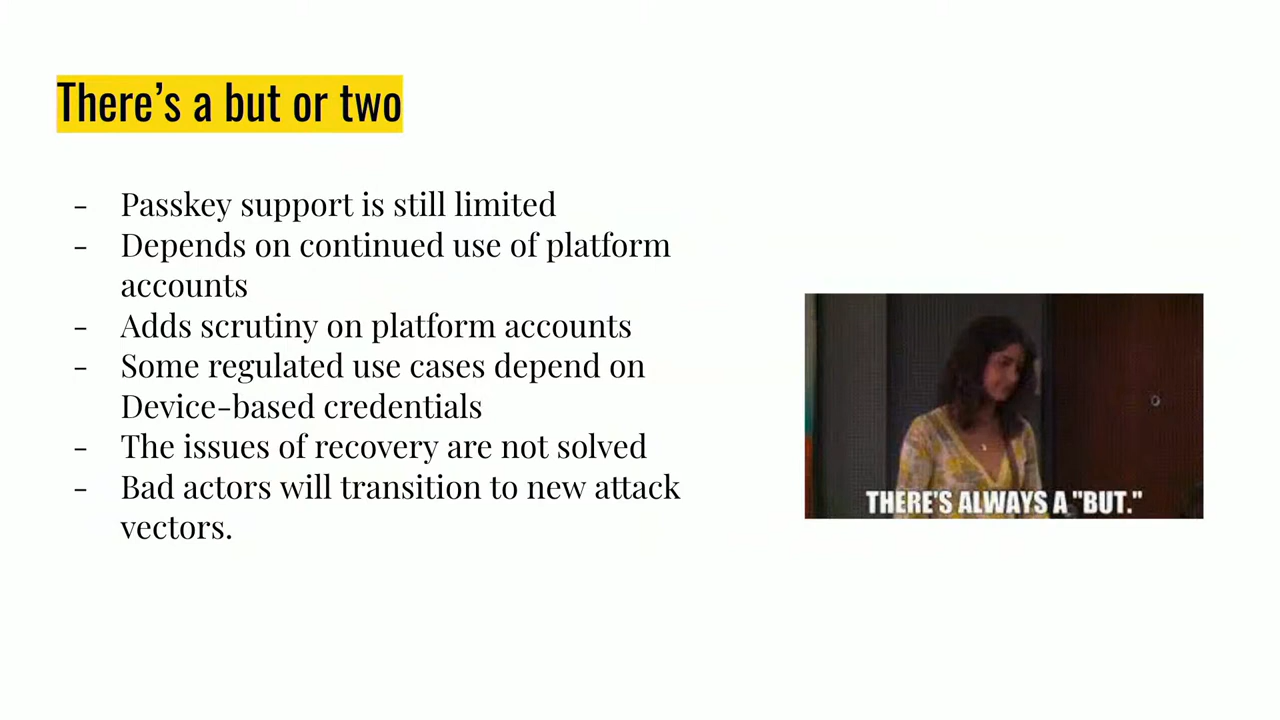 There’s a but or two
- Passkey support is still limited
- Depends on continued use of platform
accounts
- Adds scrutiny on platform accounts
- Some regulated use cases depend on
Device-based credentials
- The issues of recovery are not solved
- Bad actors will transition to new attack
vectors.
THERE'S ALWAYS A "BUT."